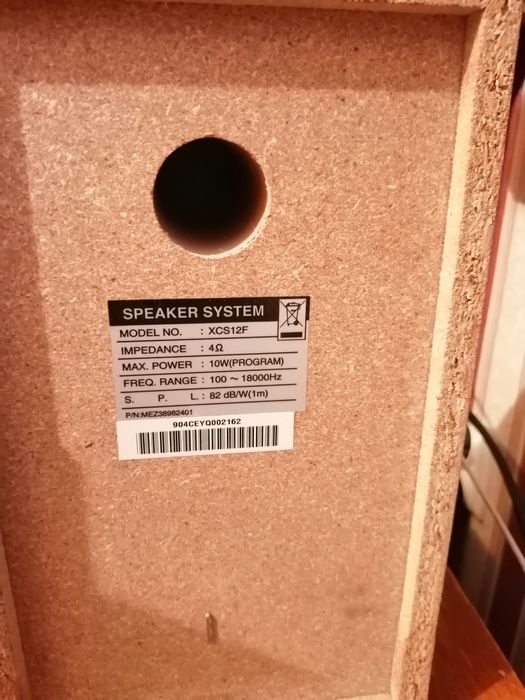 SPEAKER SYSTEM
MODEL NO. : XCS12F
IMPEDANCE : 4Ω
MAX. POWER : 10W(PROGRAM)
FREQ. RANGE : 100 ~ 18000Hz
S. P. L. : 82 dB/W(1m)
P/N:MEZ38982401
904CEYQ002162